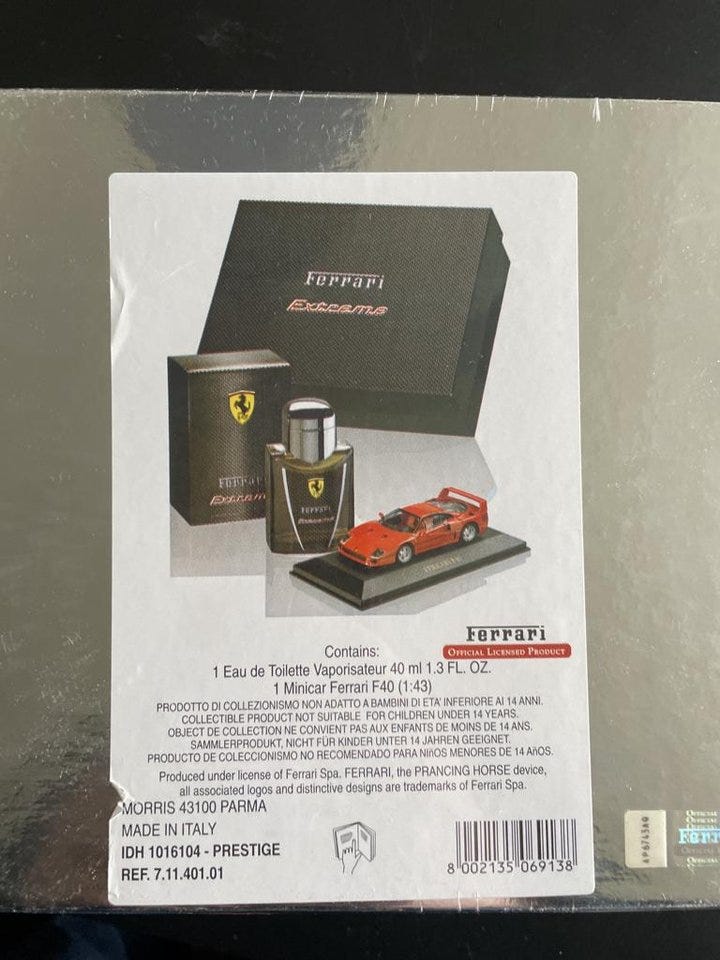 Ferrari
Extreme
Ferrari
Extreme
Ferrari
Extreme
FERRARI F40
Ferrari
OFFICIAL LICENSED PRODUCT
Contains:
1 Eau de Toilette Vaporisateur 40 ml 1.3 FL. OZ.
1 Minicar Ferrari F40 (1:43)
PRODOTTO DI COLLEZIONISMO NON ADATTO A BAMBINI DI ETA' INFERIORE AI 14 ANNI.
COLLECTIBLE PRODUCT NOT SUITABLE FOR CHILDREN UNDER 14 YEARS.
OBJECT DE COLLECTION NE CONVIENT PAS AUX ENFANTS DE MOINS DE 14 ANS.
SAMMLERPRODUKT, NICHT FÜR KINDER UNTER 14 JAHREN GEEIGNET.
PRODUCTO DE COLECCIONISMO NO RECOMENDADO PARA NIñOS MENORES DE 14 AñOS.
Produced under license of Ferrari Spa. FERRARI, the PRANCING HORSE device,
all associated logos and distinctive designs are trademarks of Ferrari Spa.
MORRIS 43100 PARMA
MADE IN ITALY
IDH 1016104 - PRESTIGE
REF. 7.11.401.01
8 002135 069138